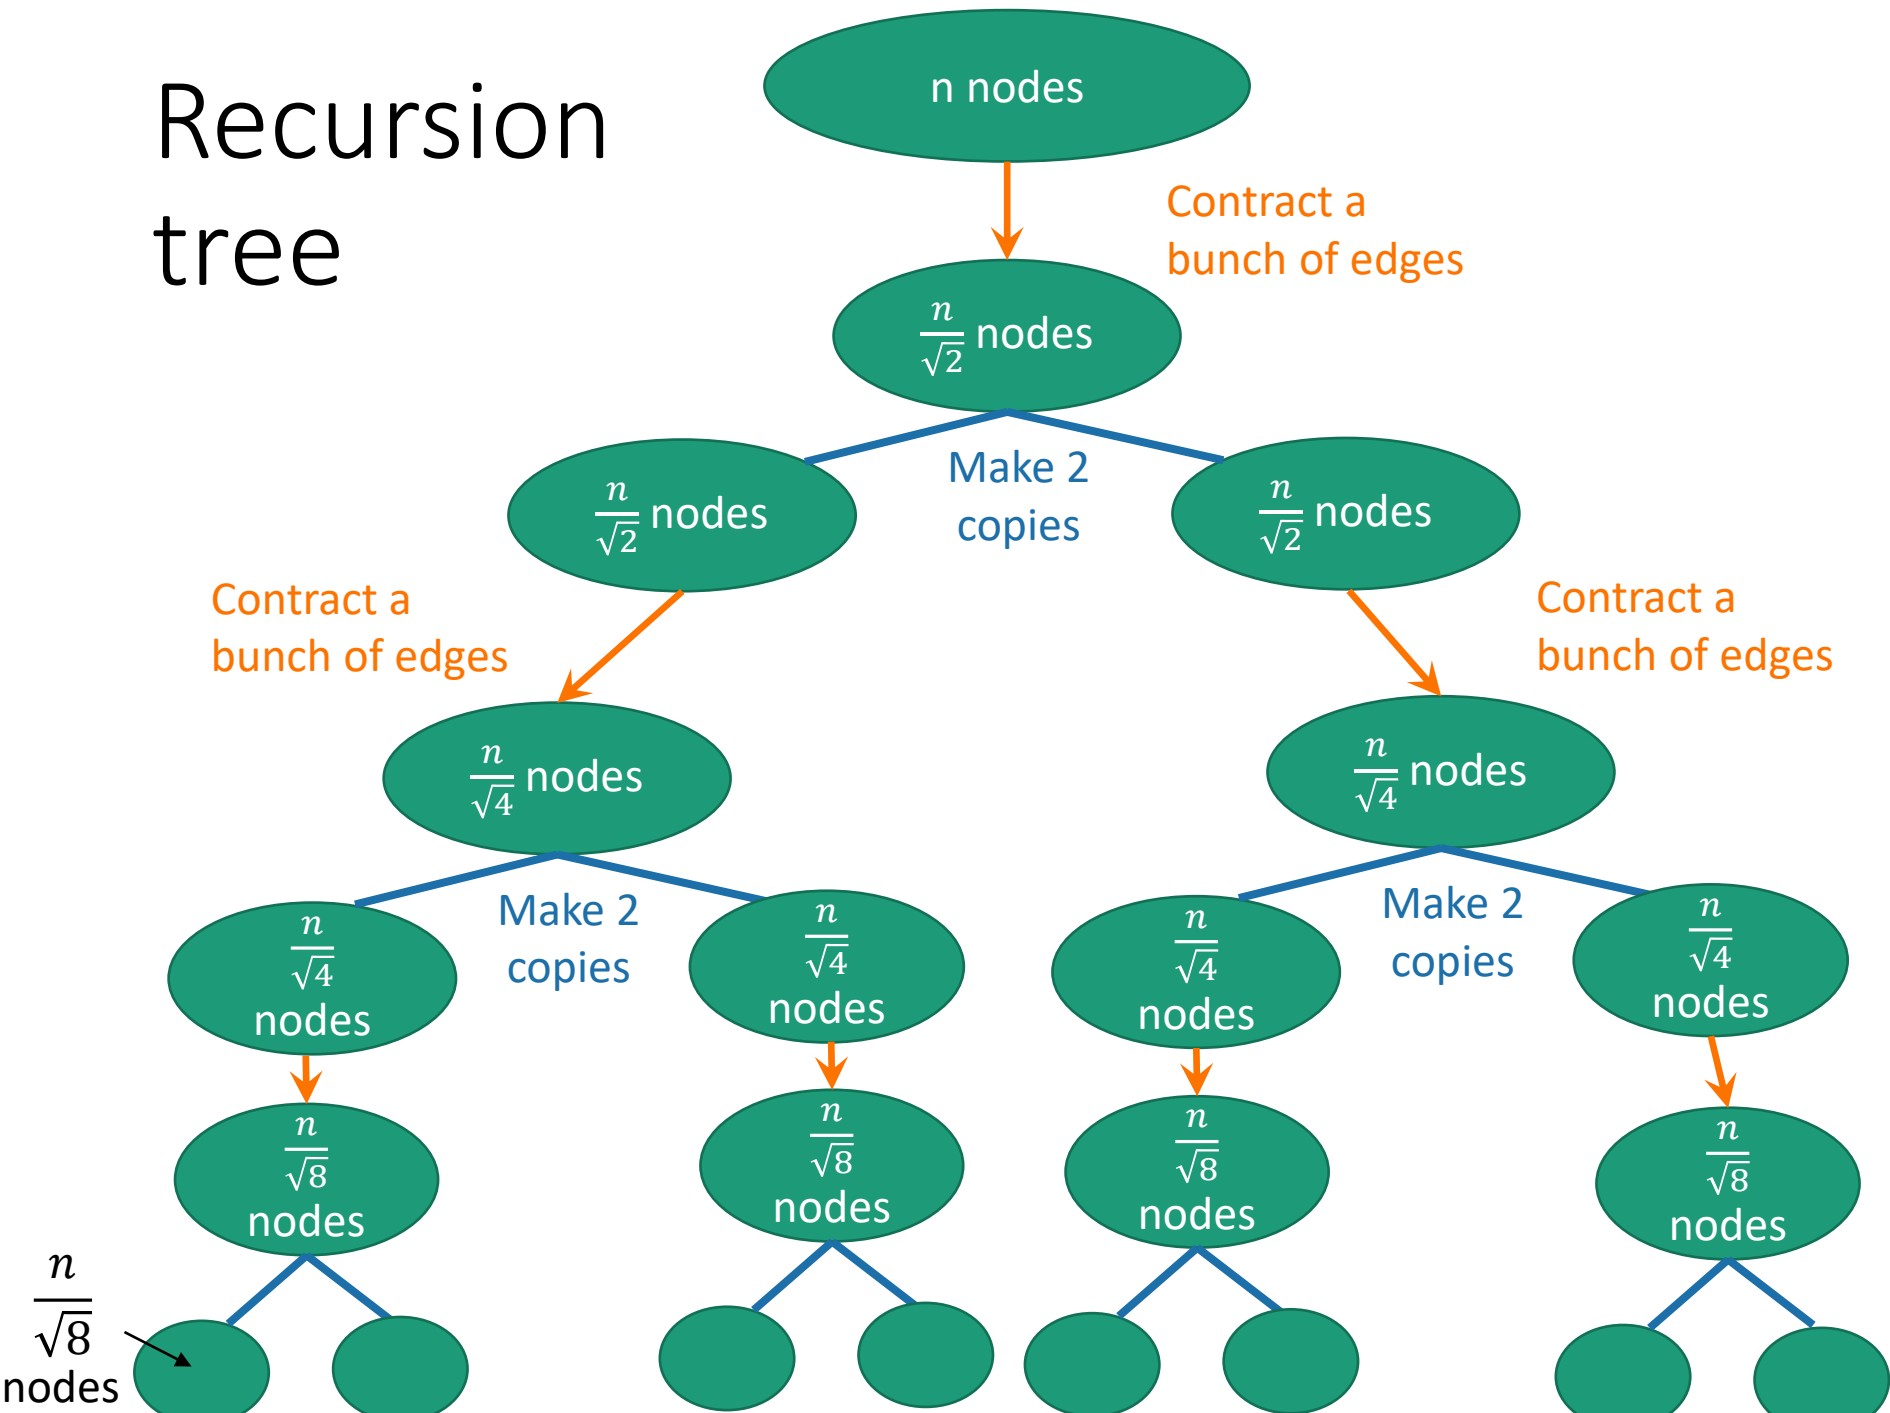 Recursion
tree
n nodes
Contract a
bunch of edges
n/√2 nodes
Make 2
copies
n/√2 nodes
n/√2 nodes
Contract a
bunch of edges
Contract a
bunch of edges
n/√4 nodes
n/√4 nodes
Make 2
copies
Make 2
copies
n/√4
nodes
n/√4
nodes
n/√4
nodes
n/√4
nodes
n/√8
nodes
n/√8
nodes
n/√8
nodes
n/√8
nodes
n/√8
nodes